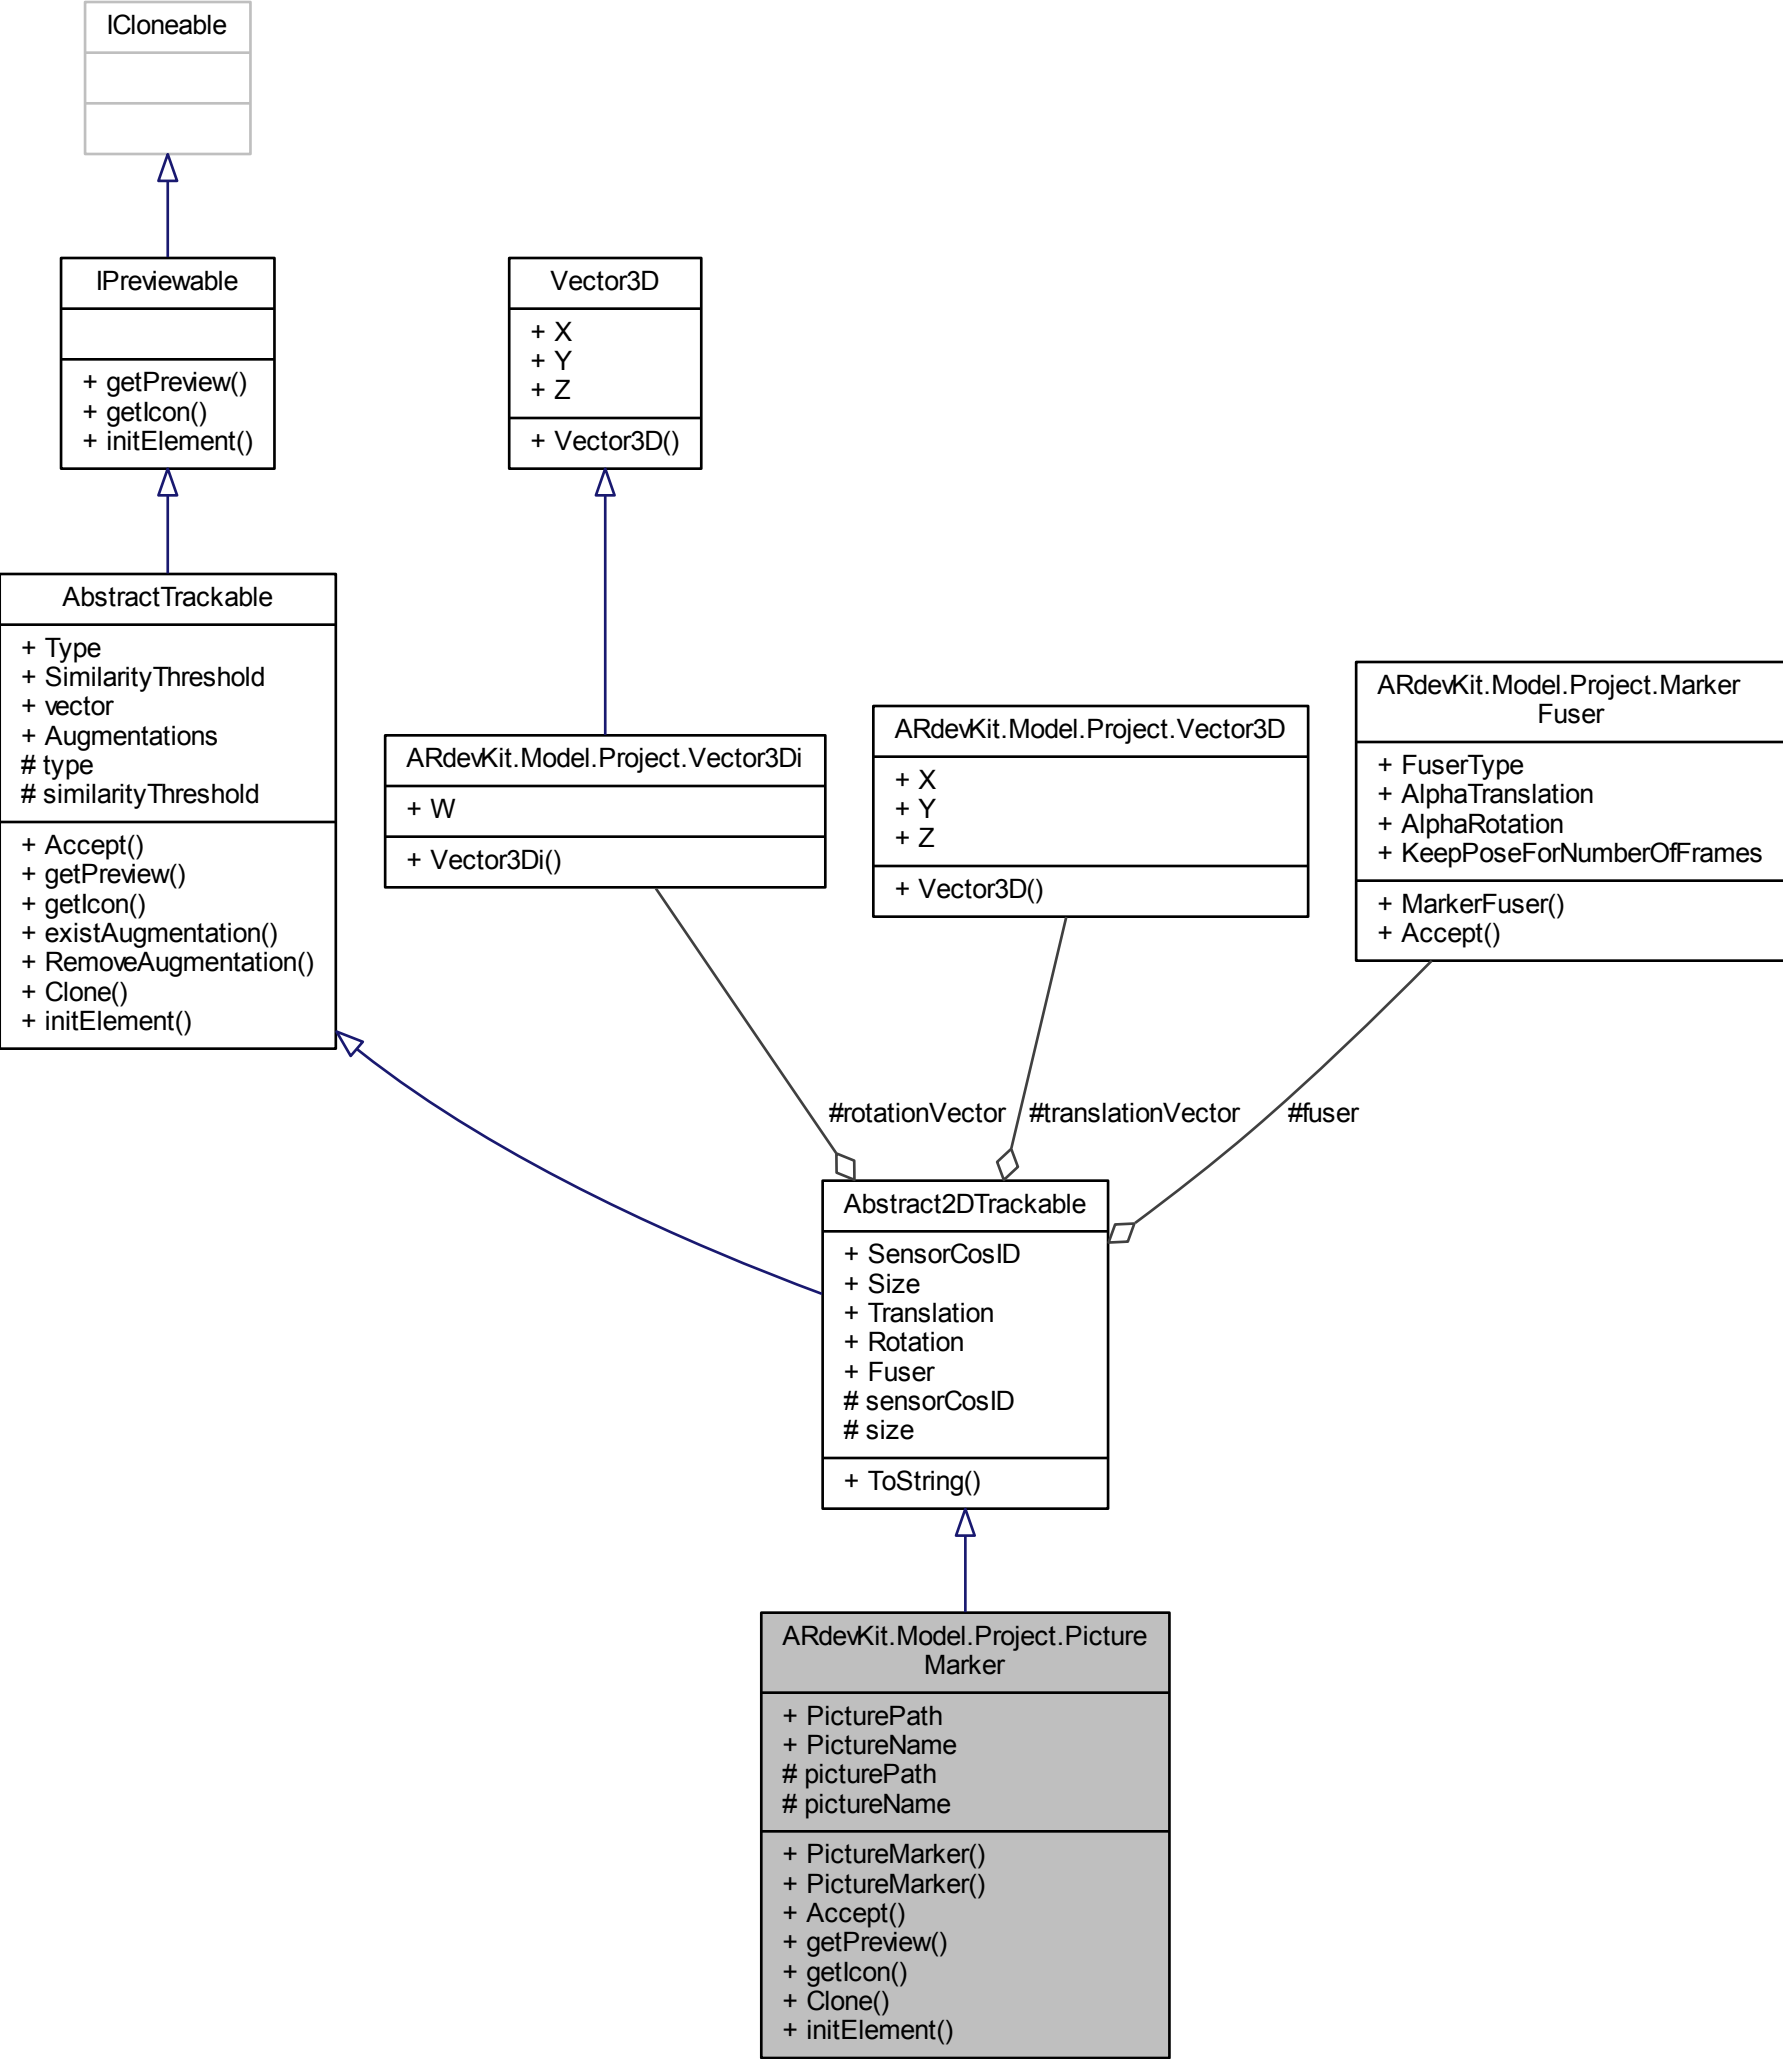 ICloneable
IPreviewable
+ getPreview()
+ getIcon()
+ initElement()
Vector3D
+ X
+ Y
+ Z
+ Vector3D()
AbstractTrackable
+ Type
+ SimilarityThreshold
+ vector
+ Augmentations
# type
# similarityThreshold
+ Accept()
+ getPreview()
+ getIcon()
+ existAugmentation()
+ RemoveAugmentation()
+ Clone()
+ initElement()
ARdevKit.Model.Project.Vector3Di
+ W
+ Vector3Di()
ARdevKit.Model.Project.Vector3D
+ X
+ Y
+ Z
+ Vector3D()
ARdevKit.Model.Project.Marker
Fuser
+ FuserType
+ AlphaTranslation
+ AlphaRotation
+ KeepPoseForNumberOfFrames
+ MarkerFuser()
+ Accept()
#rotationVector
#translationVector
#fuser
Abstract2DTrackable
+ SensorCosID
+ Size
+ Translation
+ Rotation
+ Fuser
# sensorCosID
# size
+ ToString()
ARdevKit.Model.Project.Picture
Marker
+ PicturePath
+ PictureName
# picturePath
# pictureName
+ PictureMarker()
+ PictureMarker()
+ Accept()
+ getPreview()
+ getIcon()
+ Clone()
+ initElement()